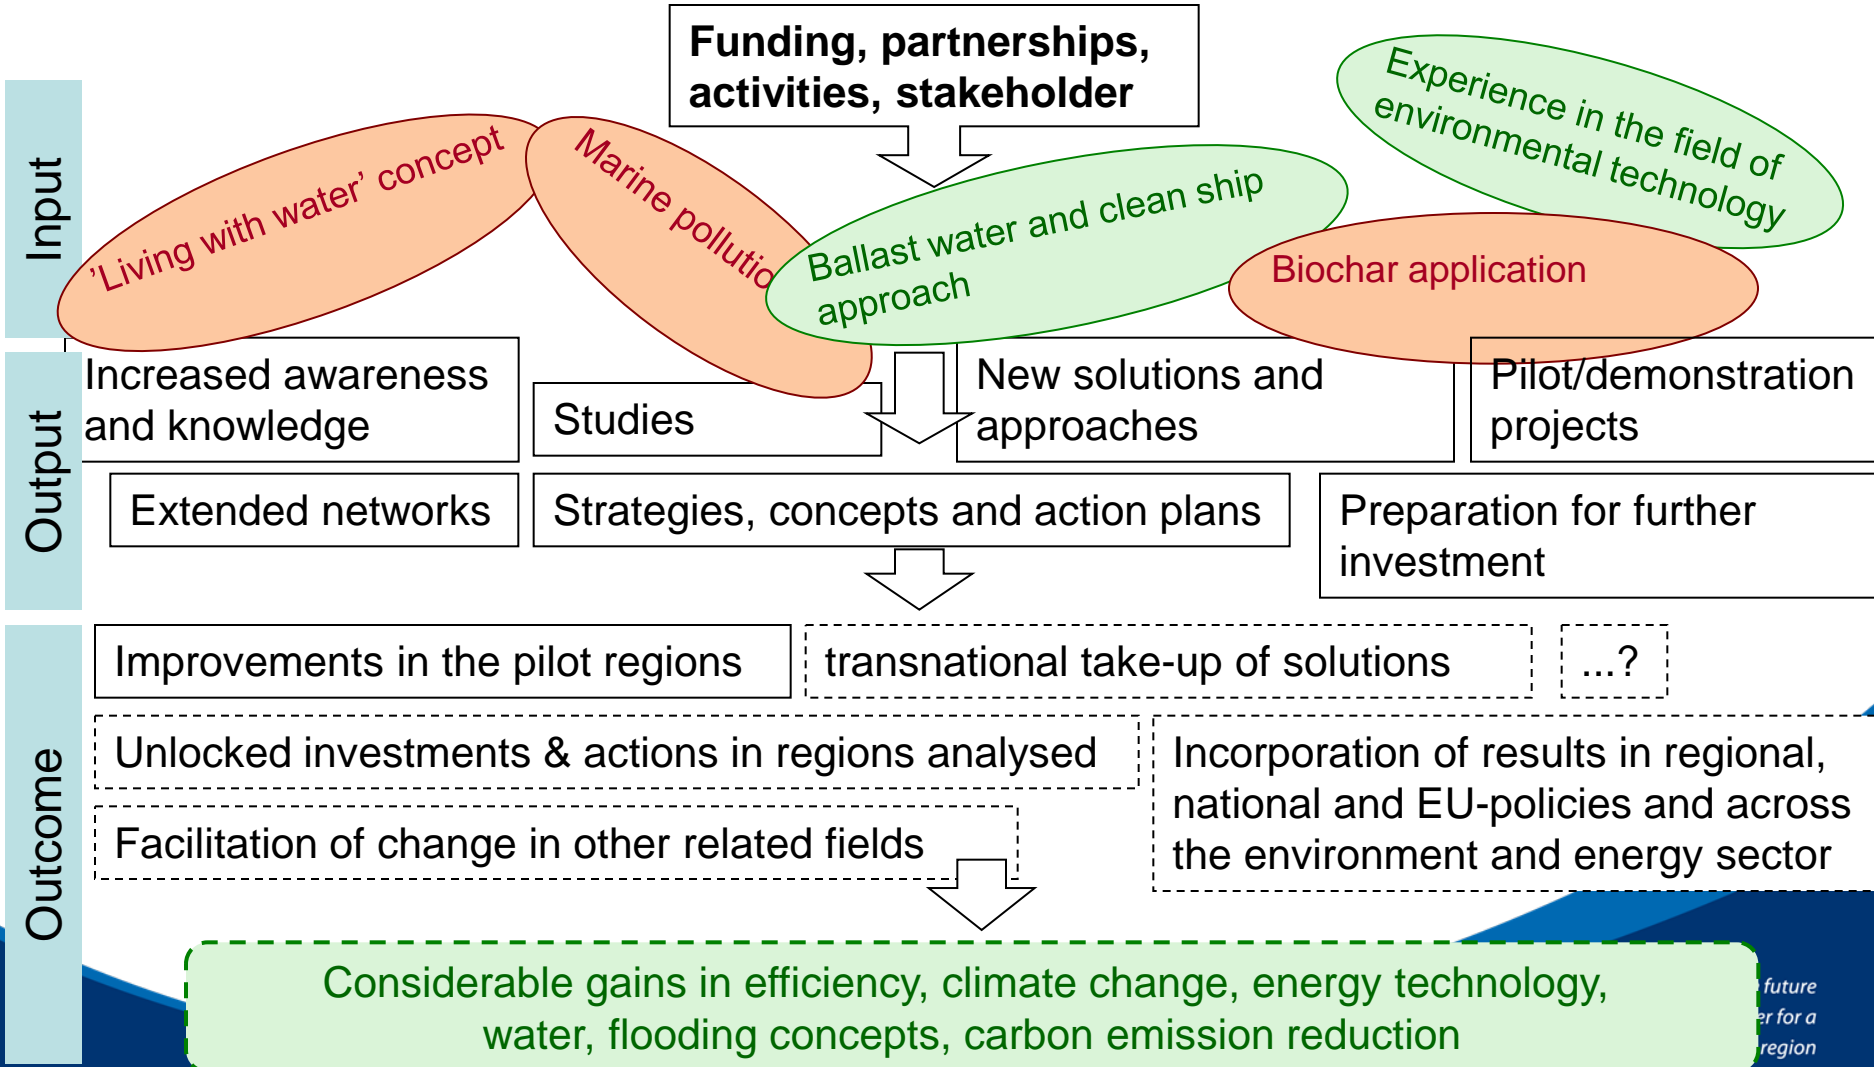 Funding, partnerships,
activities, stakeholder
Experience in the field of
environmental technology
Input
'Living with water' concept
Marine
Ballast water and clean ship
approach
Biochar application
Output
Increased awareness
and knowledge
Studies
New solutions and
approaches
Pilot/demonstration
projects
Extended networks
Strategies, concepts and action plans
Preparation for further
investment
Outcome
Improvements in the pilot regions
transnational take-up of solutions
...?
Unlocked investments & actions in regions analysed
Incorporation of results in regional,
national and EU-policies and across
the environment and energy sector
Facilitation of change in other related fields
Considerable gains in efficiency, climate change, energy technology,
water, flooding concepts, carbon emission reduction
future
for a
region